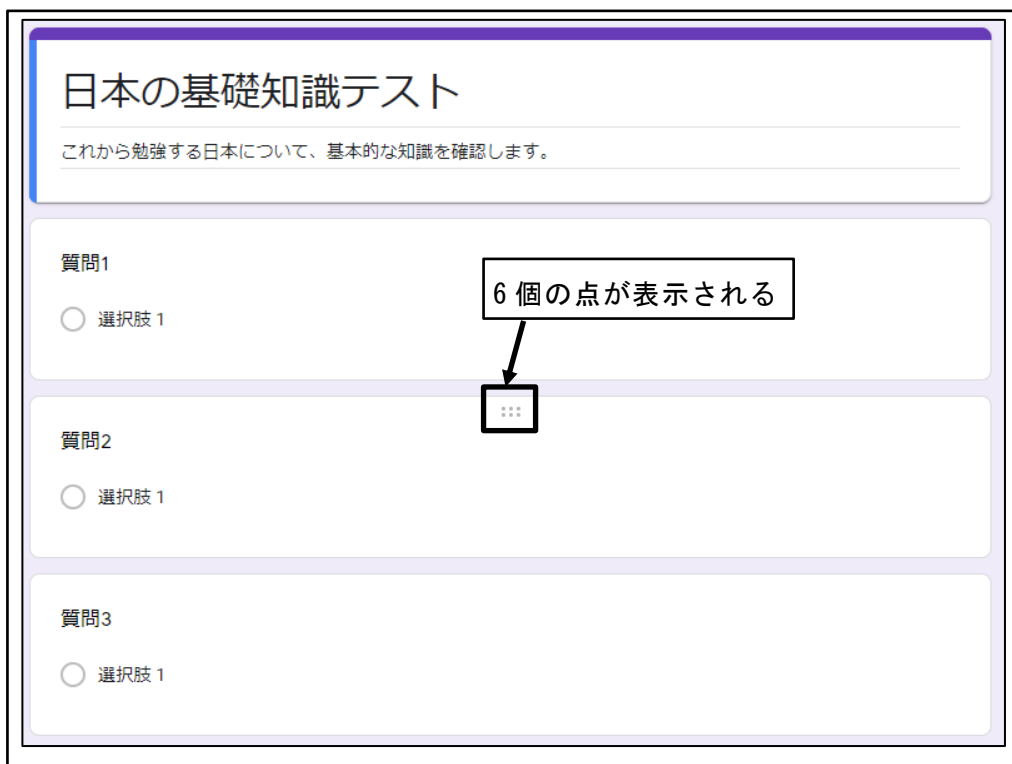 日本の基礎知識テスト
これから勉強する日本について、基本的な知識を確認します。
質問1
6個の点が表示される
選択肢 1
質問2
選択肢 1
質問3
選択肢 1